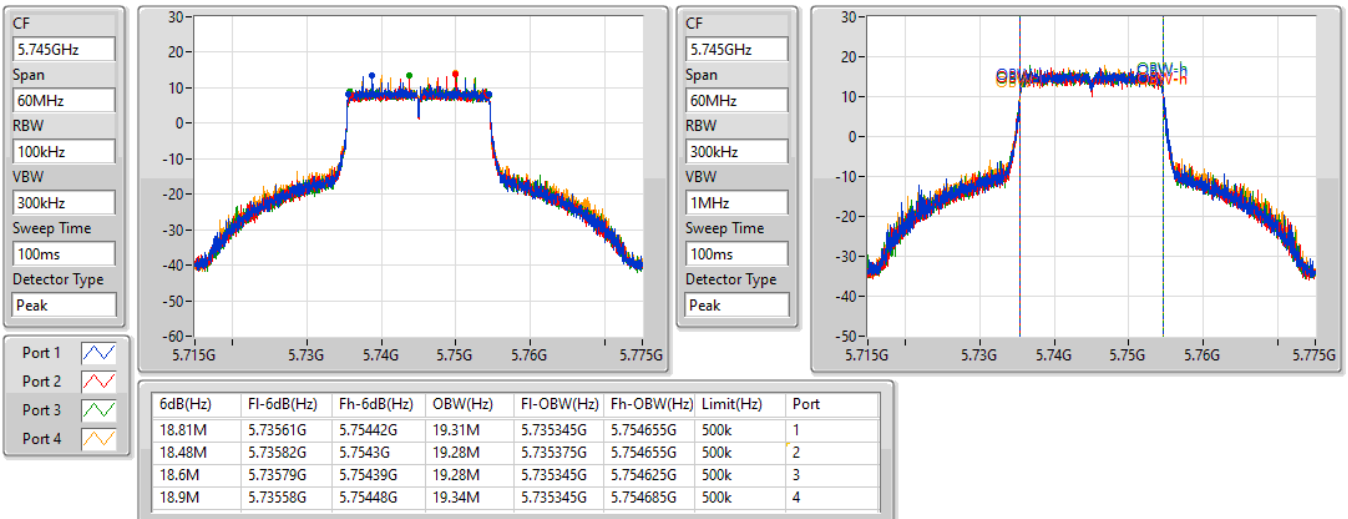 CF
5.745GHz
Span
60MHz
RBW
100kHz
VBW
300kHz
Sweep Time
100ms
Detector Type
Peak
30
20
10
0
-10
-20
-30
-40
-50
-60
5.715G 5.73G 5.74G 5.75G 5.76G 5.775G
CF
5.745GHz
Span
60MHz
RBW
300kHz
VBW
1MHz
Sweep Time
100ms
Detector Type
Peak
30
20
10
0
-10
-20
-30
-40
-50
OBW-h
OBW-h
5.715G 5.73G 5.74G 5.75G 5.76G 5.775G
Port 1
Port 2
Port 3
Port 4
6dB(Hz) Fl-6dB(Hz) Fh-6dB(Hz) OBW(Hz) Fl-OBW(Hz) Fh-OBW(Hz) Limit(Hz) Port
18.81M 5.73561G 5.75442G 19.31M 5.735345G 5.754655G 500k 1
18.48M 5.73582G 5.7543G 19.28M 5.735375G 5.754655G 500k 2
18.6M 5.73579G 5.75439G 19.28M 5.735345G 5.754625G 500k 3
18.9M 5.73558G 5.75448G 19.34M 5.735345G 5.754685G 500k 4